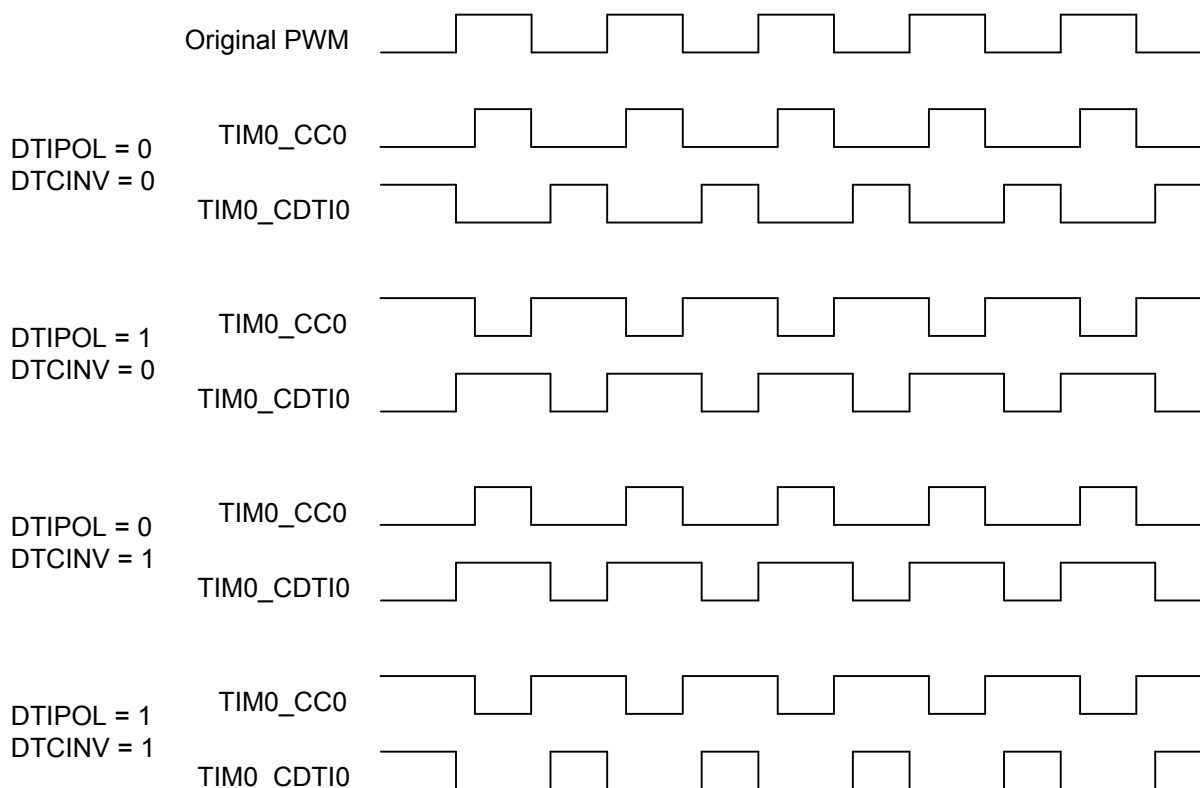 Original PWM
DTIPOL = 0
DTCINV = 0
TIM0_CC0
TIM0_CDTI0
DTIPOL = 1
DTCINV = 0
TIM0_CC0
TIM0_CDTI0
DTIPOL = 0
DTCINV = 1
TIM0_CC0
TIM0_CDTI0
DTIPOL = 1
DTCINV = 1
TIM0_CC0
TIM0_CDTI0